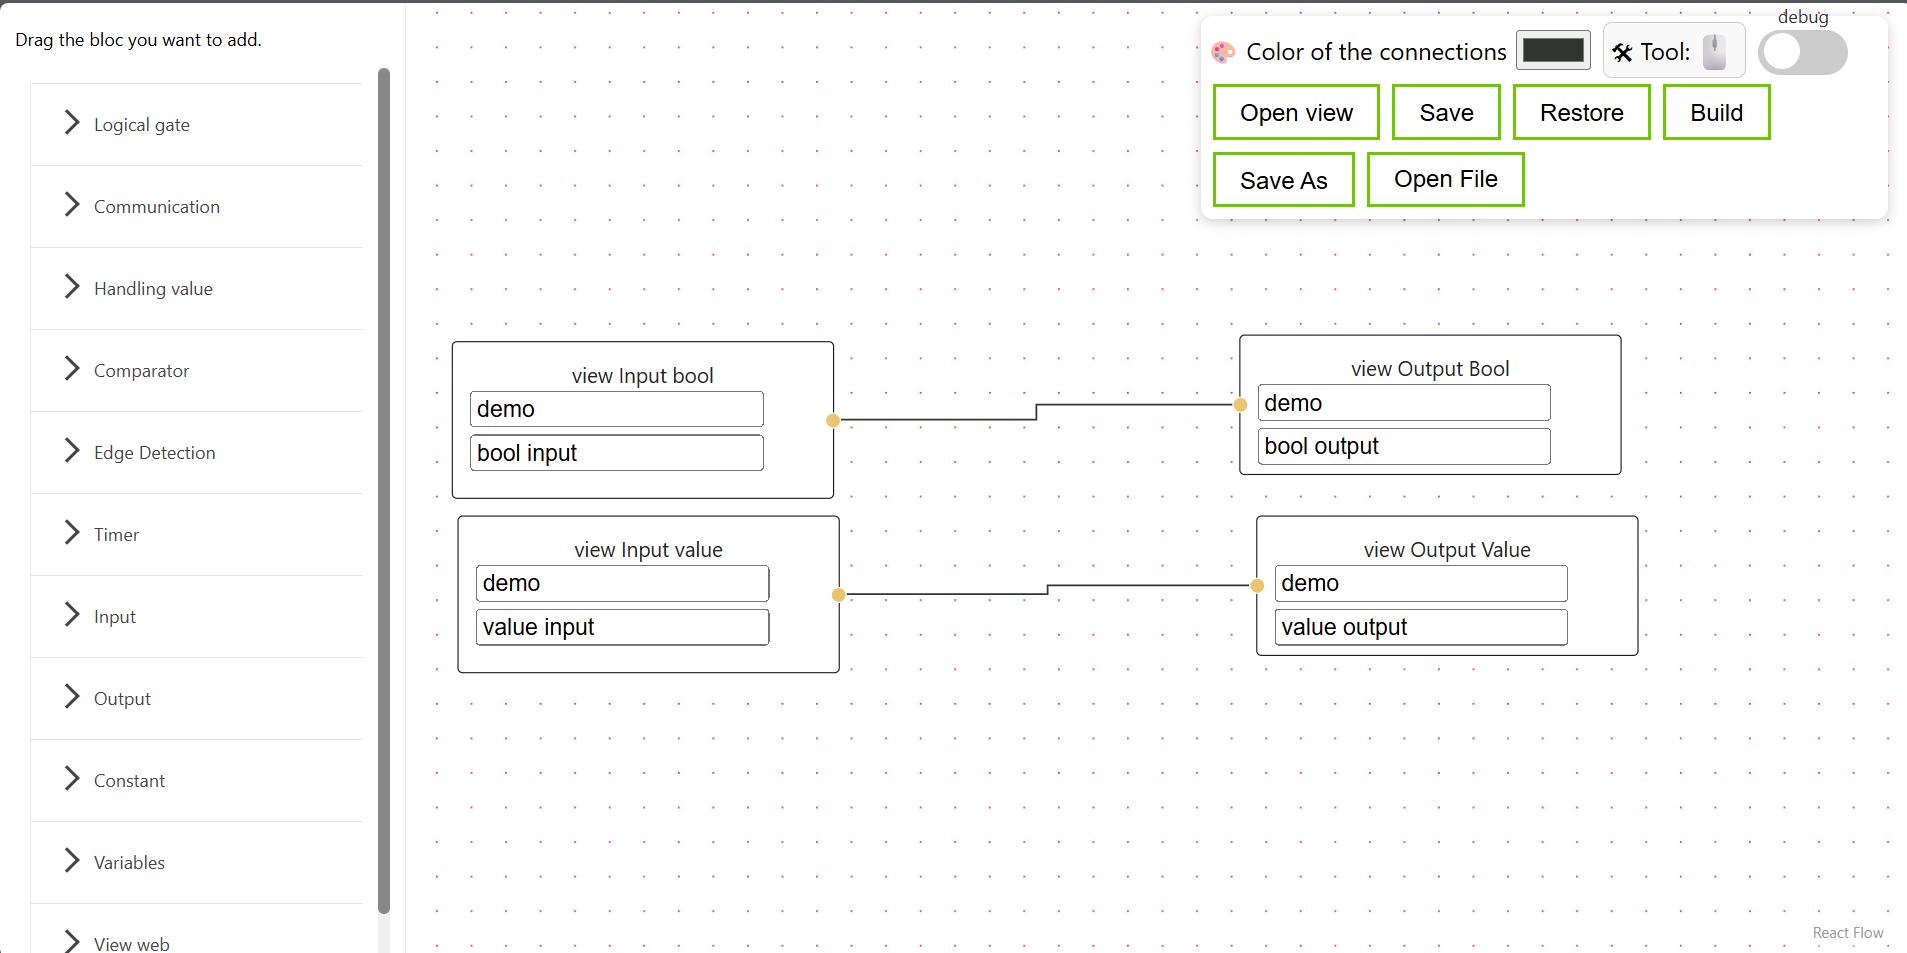 Drag the bloc you want to add.
Logical gate
Communication
Handling value
Comparator
Edge Detection
Timer
Input
Output
Constant
Variables
View web
Color of the connections
Tool:
debug
Open view
Save
Restore
Build
Save As
Open File
view Input bool
demo
bool input
view Output Bool
demo
bool output
view Input value
demo
value input
view Output Value
demo
value output
React Flow